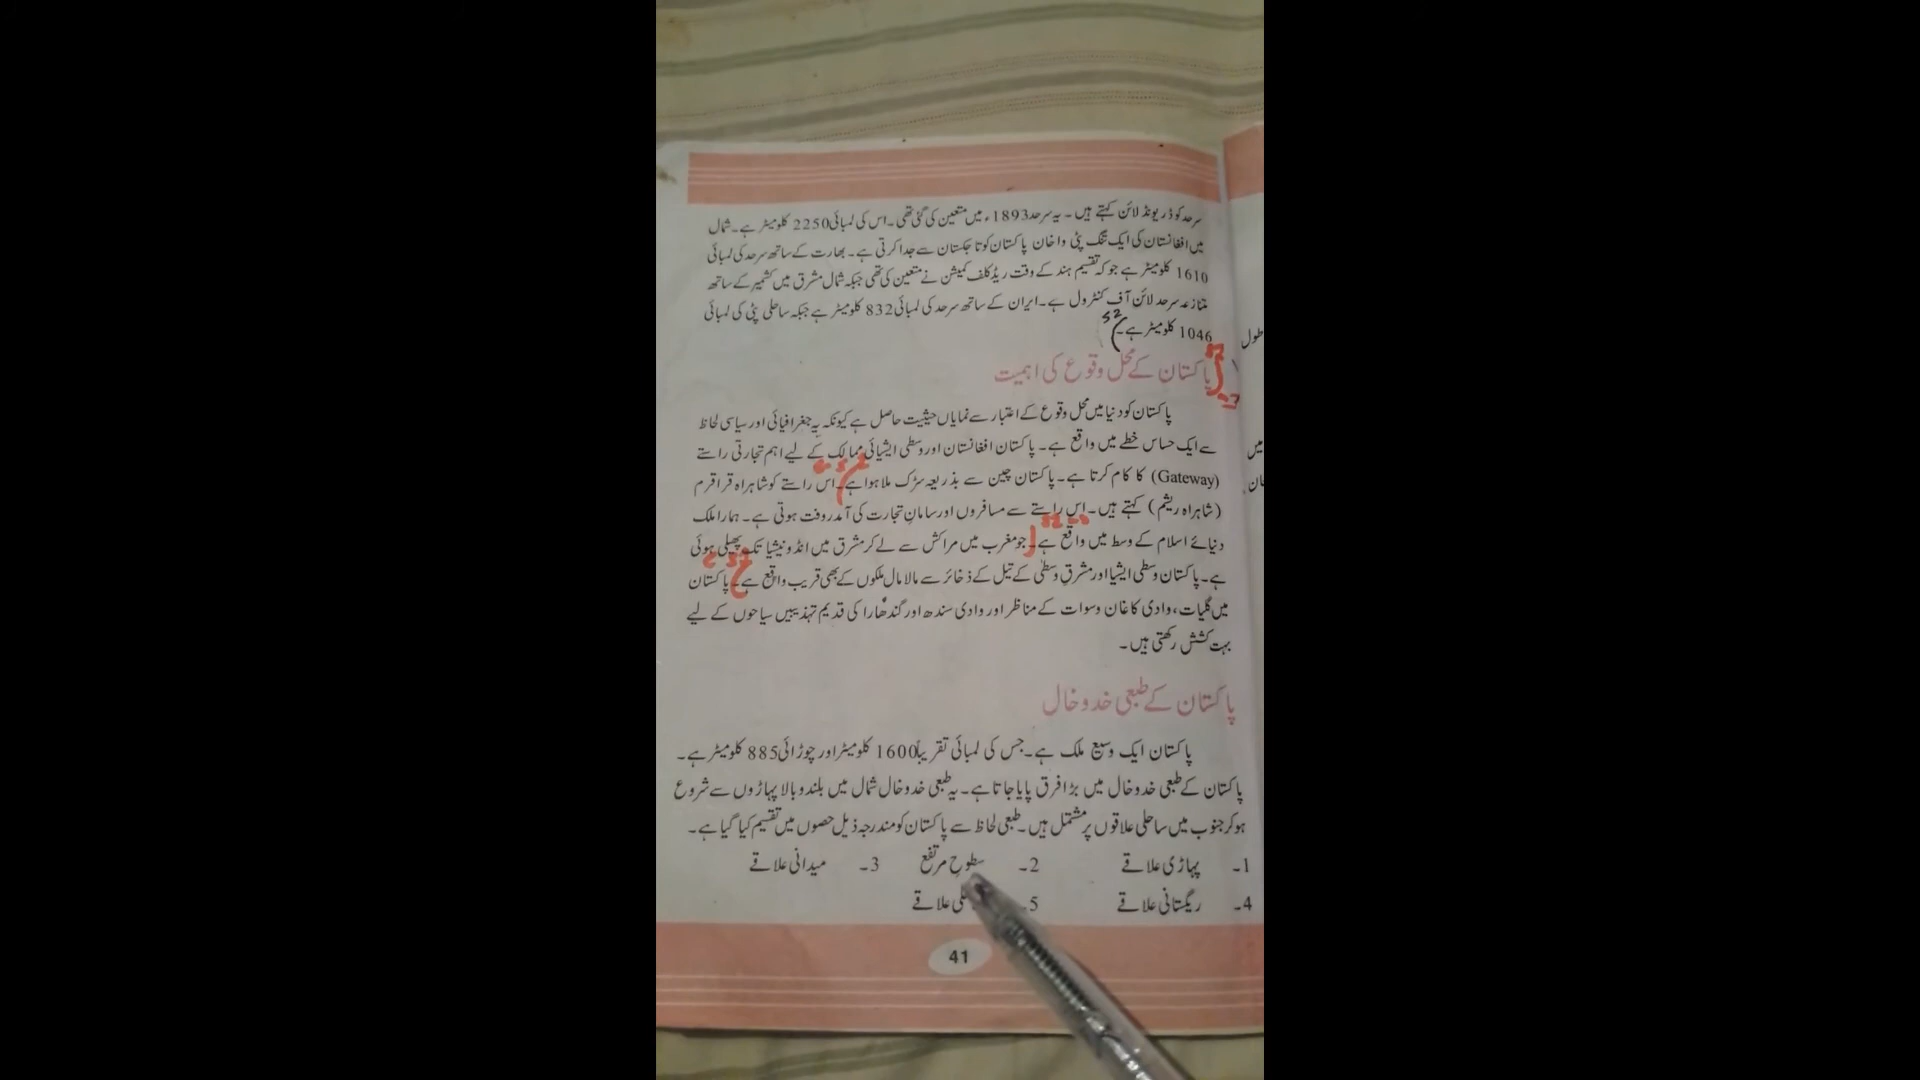 سرحد کو ڈریونڈ لائن کہتے ہیں۔ یہ سرحد 1893ء میں متعین کی گئی تھی۔ اس کی لمبائی 2250 کلومیٹر ہے۔ شمال
میں افغانستان کی ایک تنگ پٹی واخان پاکستان کو تاجکستان سے جدا کرتی ہے۔ بھارت کے ساتھ سرحد کی لمبائی
1610 کلومیٹر ہے جو کہ تقسیم ہند کے وقت ریڈکلف کمیشن نے متعین کی تھی جبکہ شمال مشرق میں کشمیر کے ساتھ
متنازعہ سرحد لائن آف کنٹرول ہے۔ ایران کے ساتھ سرحد کی لمبائی 832 کلومیٹر ہے جبکہ ساحلی پٹی کی لمبائی
1046 کلومیٹر ہے۔
پاکستان کے محل وقوع کی اہمیت
پاکستان کو دنیا میں محل وقوع کے اعتبار سے نمایاں حیثیت حاصل ہے کیونکہ یہ جغرافیائی اور سیاسی لحاظ
سے ایک حساس خطے میں واقع ہے۔ پاکستان افغانستان اور وسطی ایشیائی ممالک کے لیے اہم تجارتی راستے
(Gateway) کا کام کرتا ہے۔ پاکستان چین سے بذریعہ سڑک ملا ہوا ہے۔ اس راستے کو شاہراہ قراقرم
(شاہراہ ریشم) کہتے ہیں۔ اس راستے سے مسافروں اور سامانِ تجارت کی آمدورفت ہوتی ہے۔ ہمارا ملک
دنیائے اسلام کے وسط میں واقع ہے۔ جو مغرب میں مراکش سے لے کر مشرق میں انڈونیشیا تک پھیلی ہوئی
ہے۔ پاکستان وسطی ایشیا اور مشرقِ وسطیٰ کے تیل کے ذخائر سے مالا مال ملکوں کے بھی قریب واقع ہے۔ پاکستان
میں گلیات، وادی کاغان و سوات کے مناظر اور وادی سندھ اور گندھارا کی قدیم تہذیبیں سیاحوں کے لیے
بہت کشش رکھتی ہیں۔
پاکستان کے طبعی خدوخال
پاکستان ایک وسیع ملک ہے۔ جس کی لمبائی تقریباً 1600 کلومیٹر اور چوڑائی 885 کلومیٹر ہے۔
پاکستان کے طبعی خدوخال میں بڑا فرق پایا جاتا ہے۔ یہ طبعی خدوخال شمال میں بلند و بالا پہاڑوں سے شروع
ہو کر جنوب میں ساحلی علاقوں پر مشتمل ہیں۔ طبعی لحاظ سے پاکستان کو مندرجہ ذیل حصوں میں تقسیم کیا گیا ہے۔
1۔ پہاڑی علاقے 2۔ سطوحِ مرتفع 3۔ میدانی علاقے
4۔ ریگستانی علاقے 5۔ علاقے
41
طول
میں